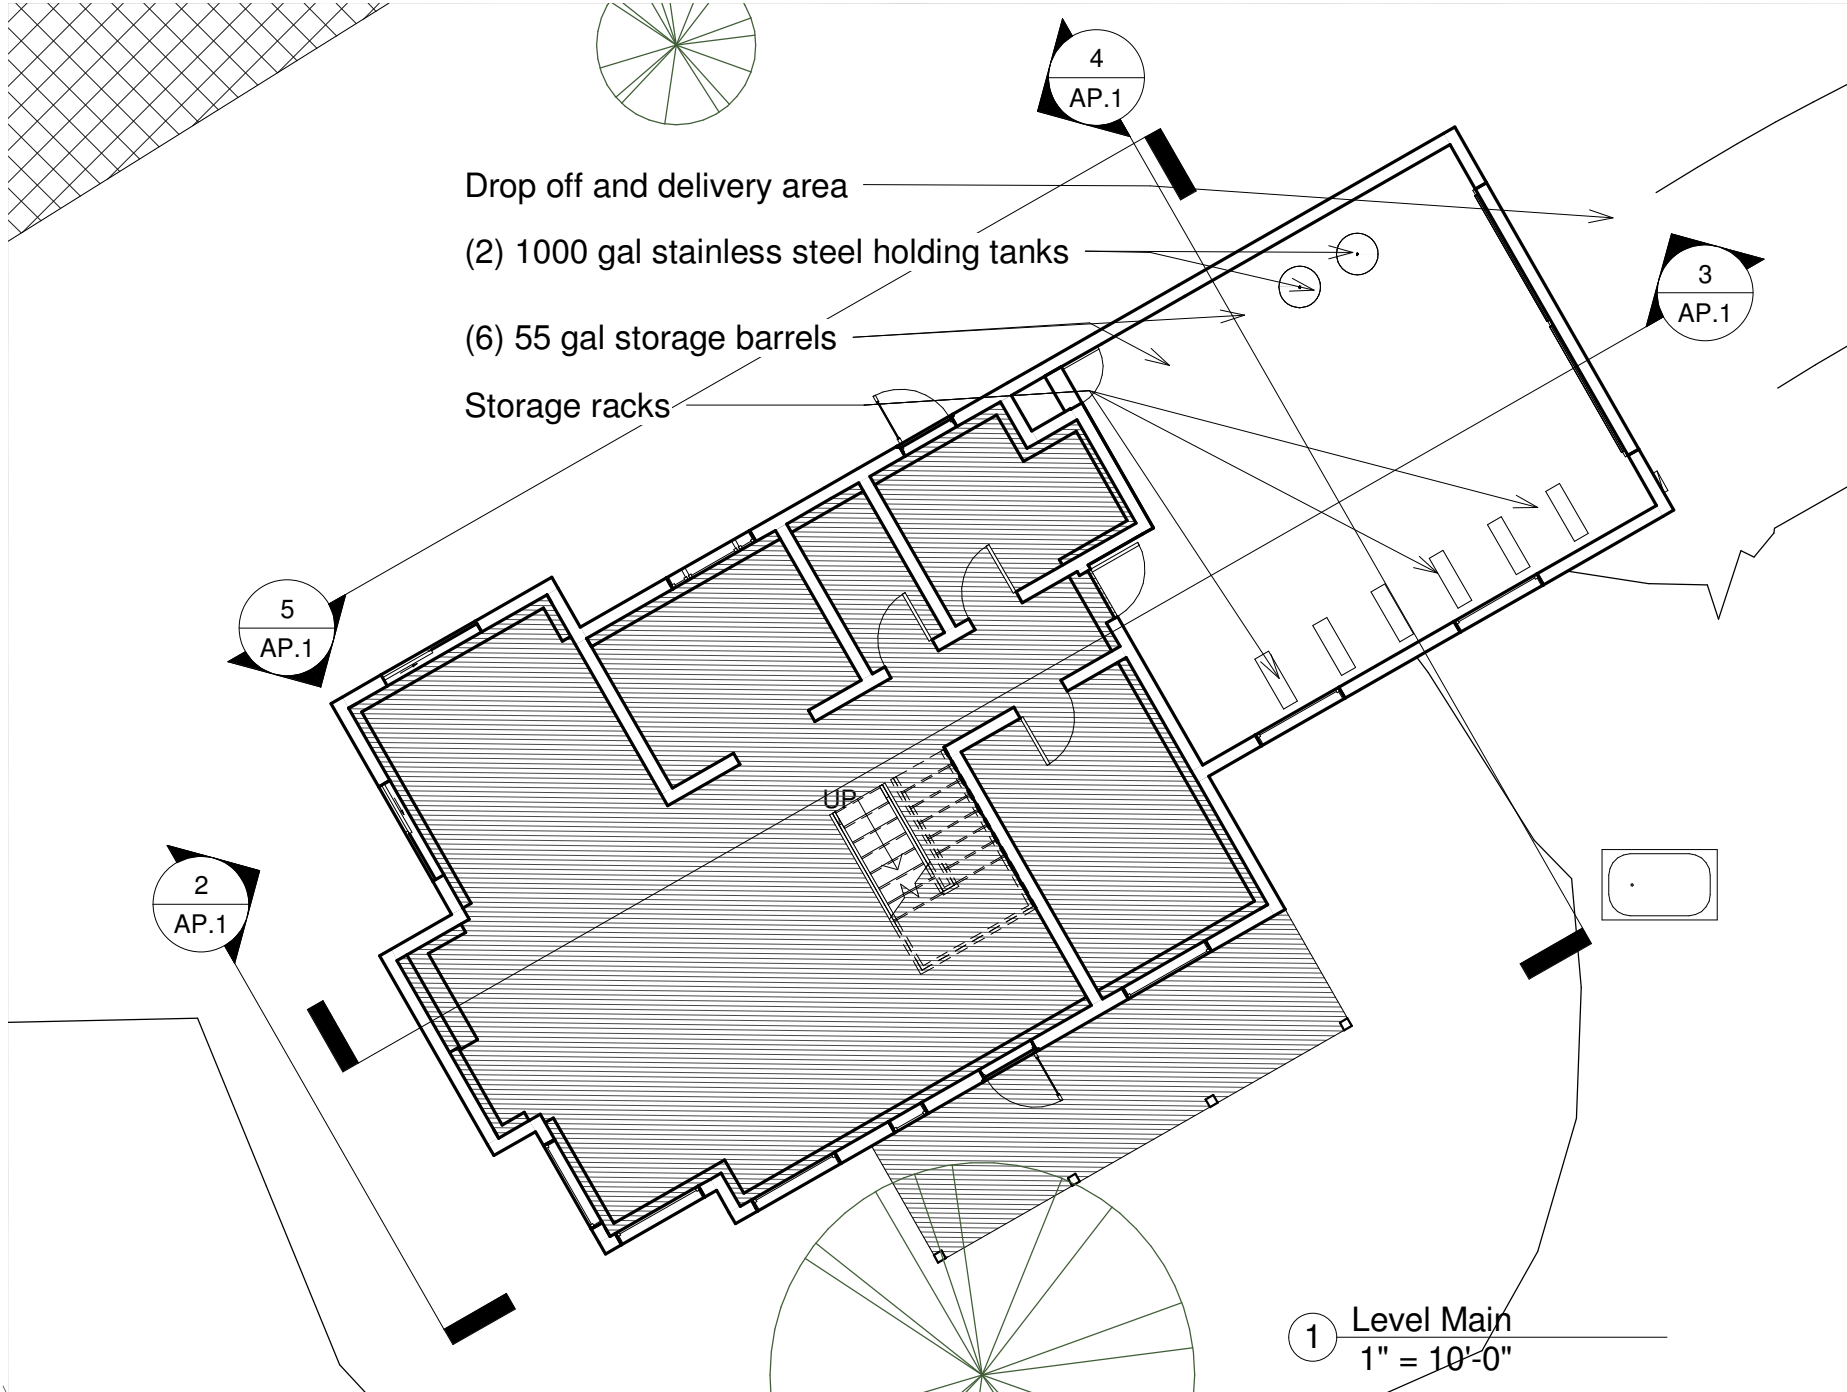 4
AP.1
Drop off and delivery area
(2) 1000 gal stainless steel holding tanks
3
AP.1
(6) 55 gal storage barrels
Storage racks
5
AP.1
UP
2
AP.1
1
Level Main
1" = 10'-0"